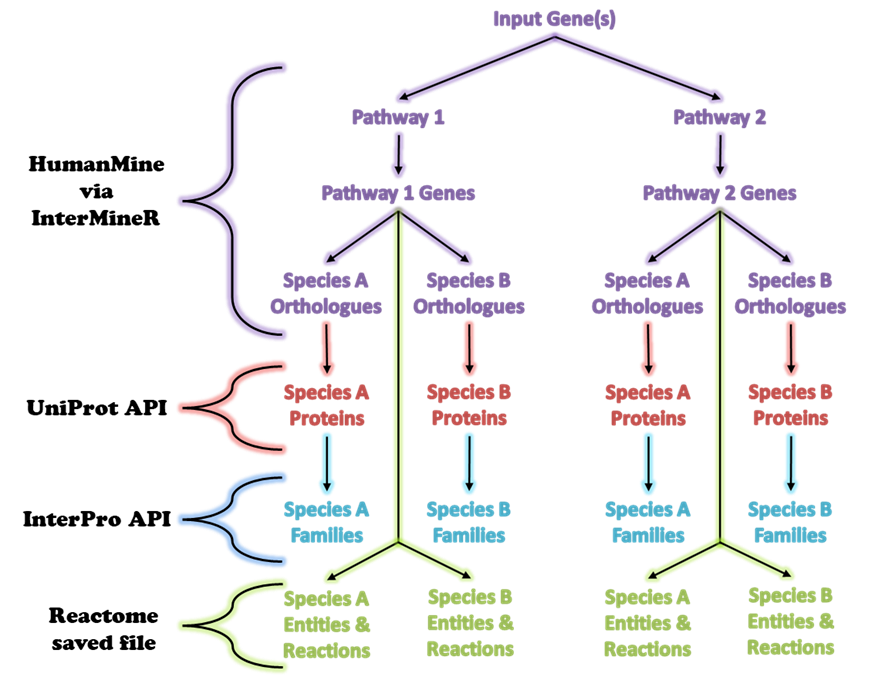 Input Gene(s)
Pathway 1
Pathway 2
HumanMine
via
InterMineR
Pathway 1 Genes
Pathway 2 Genes
Species A
Orthologues
Species B
Orthologues
Species A
Orthologues
Species B
Orthologues
UniProt API
Species A
Proteins
Species B
Proteins
Species A
Proteins
Species B
Proteins
InterPro API
Species A
Families
Species B
Families
Species A
Families
Species B
Families
Reactome
saved file
Species A
Entities &
Reactions
Species B
Entities &
Reactions
Species A
Entities &
Reactions
Species B
Entities &
Reactions